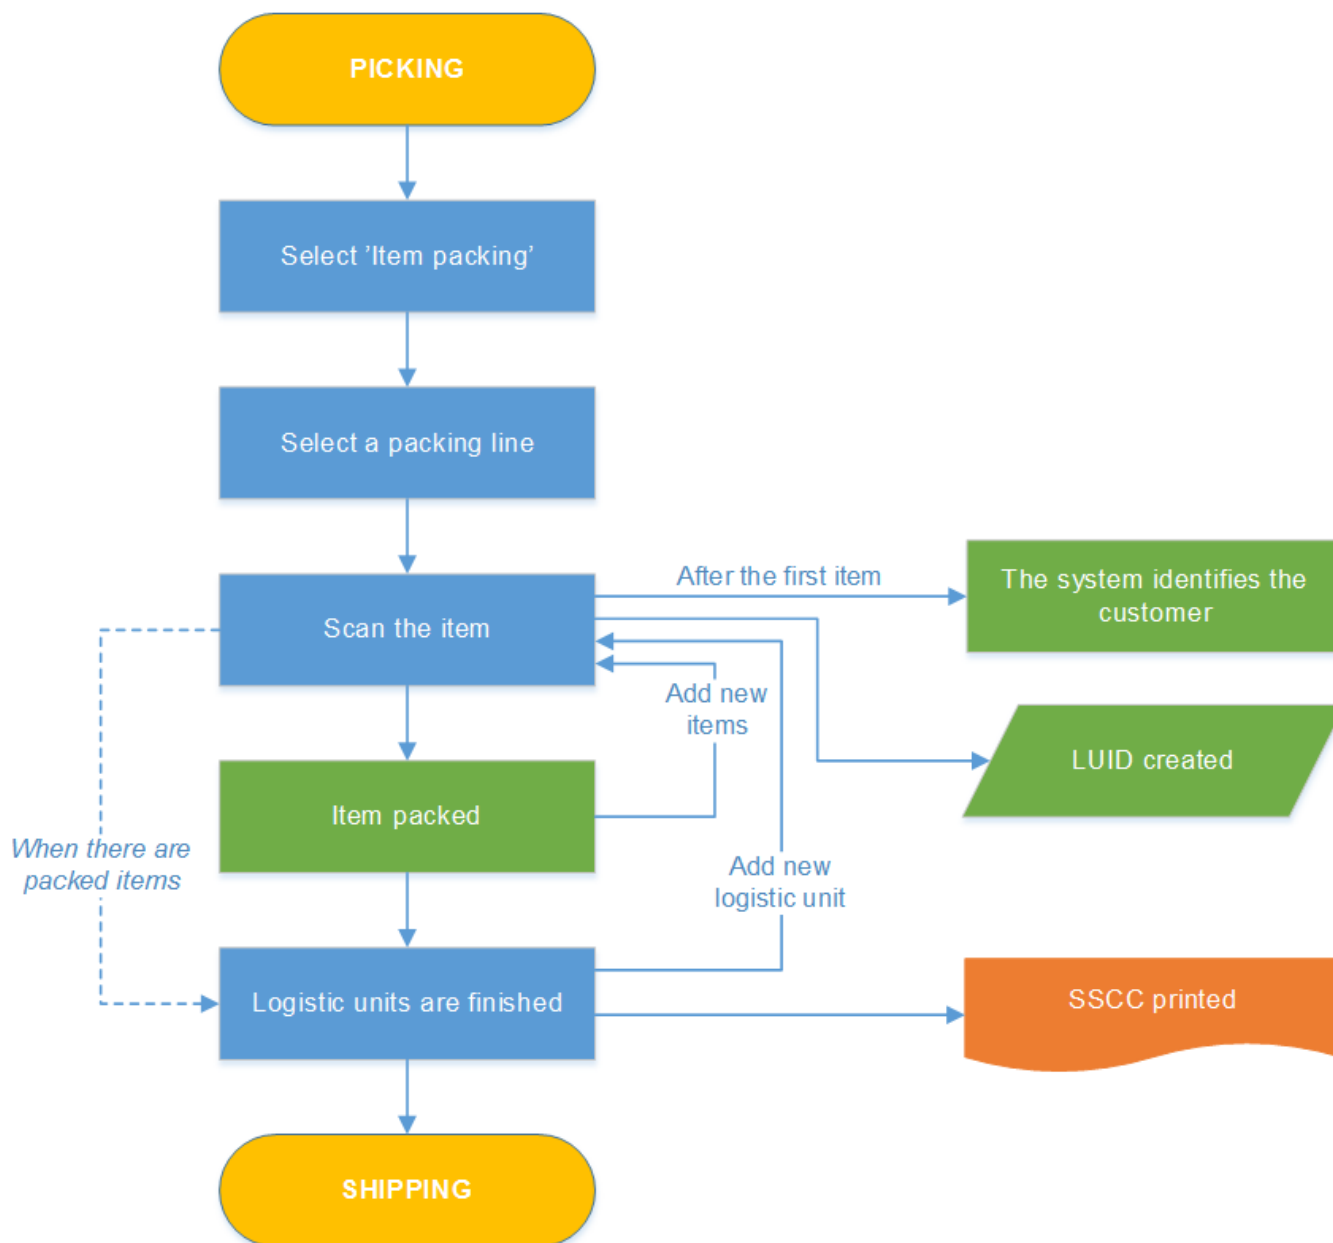 PICKING
Select ’Item packing’
Select a packing line
After the first item
The system identifies the
customer
Scan the item
Add new
items
LUID created
Item packed
When there are
packed items
Add new
logistic unit
Logistic units are finished
SSCC printed
SHIPPING